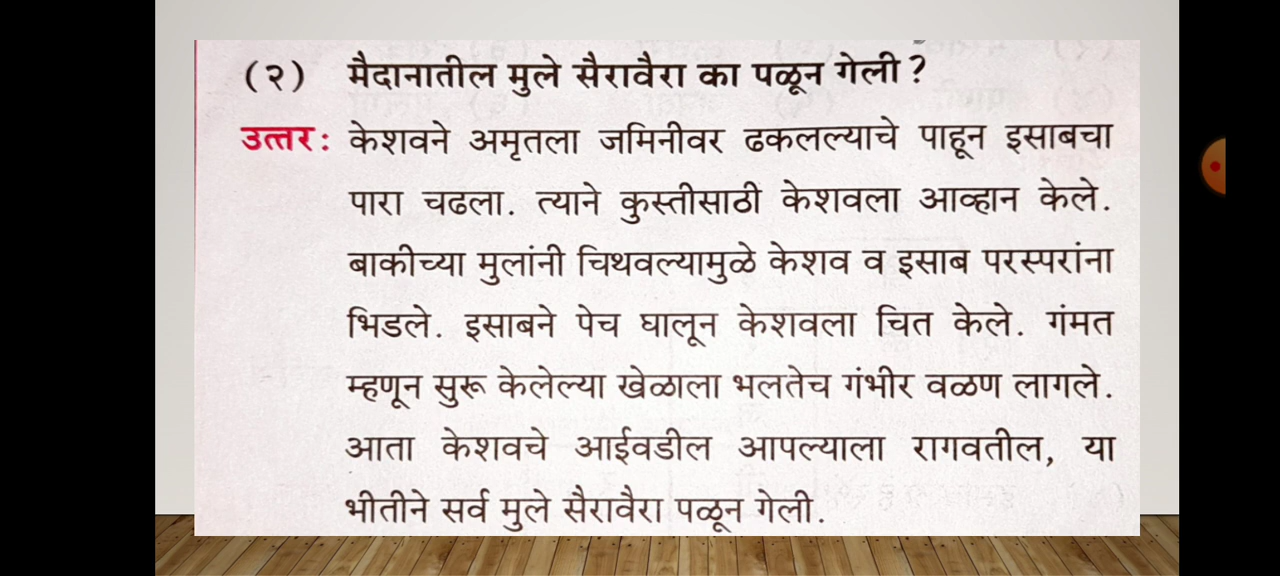 (२) मैदानातील मुले सैरावैरा का पळून गेली?
उत्तर: केशवने अमृतला जमिनीवर ढकलल्याचे पाहून इसाबचा
पारा चढला. त्याने कुस्तीसाठी केशवला आव्हान केले.
बाकीच्या मुलांनी चिथवल्यामुळे केशव व इसाब परस्परांना
भिडले. इसाबने पेच घालून केशवला चित केले. गंमत
म्हणून सुरू केलेल्या खेळाला भलतेच गंभीर वळण लागले.
आता केशवचे आईवडील आपल्याला रागवतील, या
भीतीने सर्व मुले सैरावैरा पळून गेली.